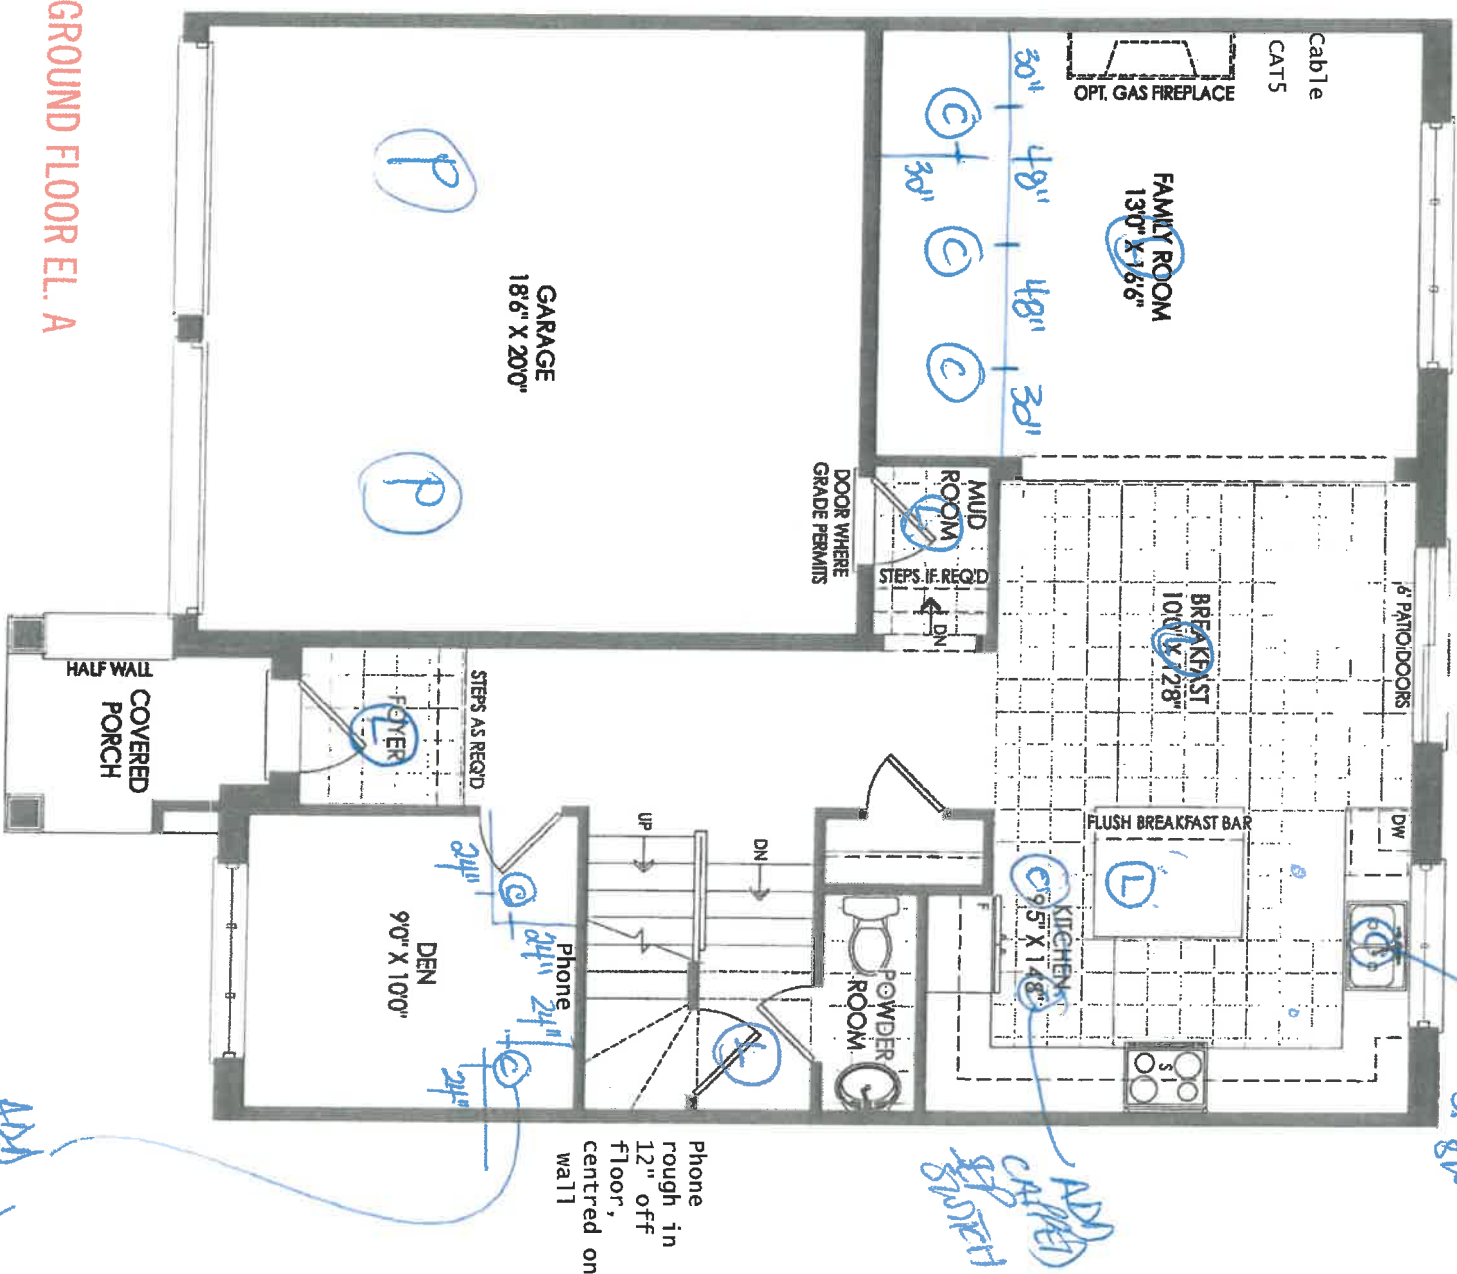 GROUND FLOOR EL. A
Cable
CAT5
OPT. GAS FIREPLACE
FAMILY ROOM
13'0" X 16'6"
L
30"
48"
48"
30"
30"
C
C
C
GARAGE
18'6" X 20'0"
P
P
MUD
ROOM
L
DOOR WHERE
GRADE PERMITS
STEPS IF REQ'D
DN
6' PATIO DOORS
BREAKFAST
10'0" X 12'8"
L
DW
FLUSH BREAKFAST BAR
L
KITCHEN
9'5" X 14'8"
C
C
F
S
ADD
SEP
SWITCH
HALF WALL
COVERED
PORCH
FOYER
L
STEPS AS REQ'D
UP
DN
POWDER
ROOM
L
DEN
9'0" X 10'0"
Phone
24"
24"
24"
24"
C
C
Phone
rough in
12" off
floor,
centred on
wall
ADD